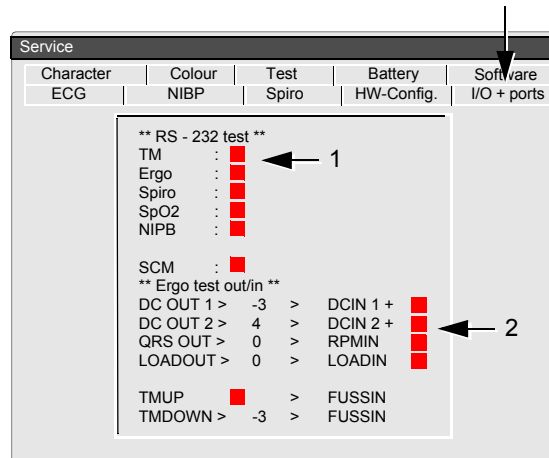 Service
Character Colour Test Battery Software
ECG NIBP Spiro HW-Config. I/O + ports
** RS - 232 test **
TM :
1
Ergo :
Spiro :
SpO2 :
NIPB :
SCM :
** Ergo test out/in **
DC OUT 1 > -3 > DCIN 1 +
DC OUT 2 > 4 > DCIN 2 +
2
QRS OUT > 0 > RPMIN
LOADOUT > 0 > LOADIN
TMUP > FUSSIN
TMDOWN > -3 > FUSSIN